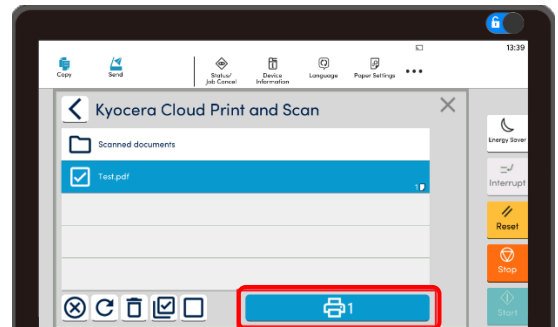 13:39
Copy
Send
Status/
Job Cancel
Device
Information
Language
Paper Settings
Kyocera Cloud Print and Scan
Energy Saver
Scanned documents
Test.pdf
1
Interrupt
Reset
Stop
1
Start